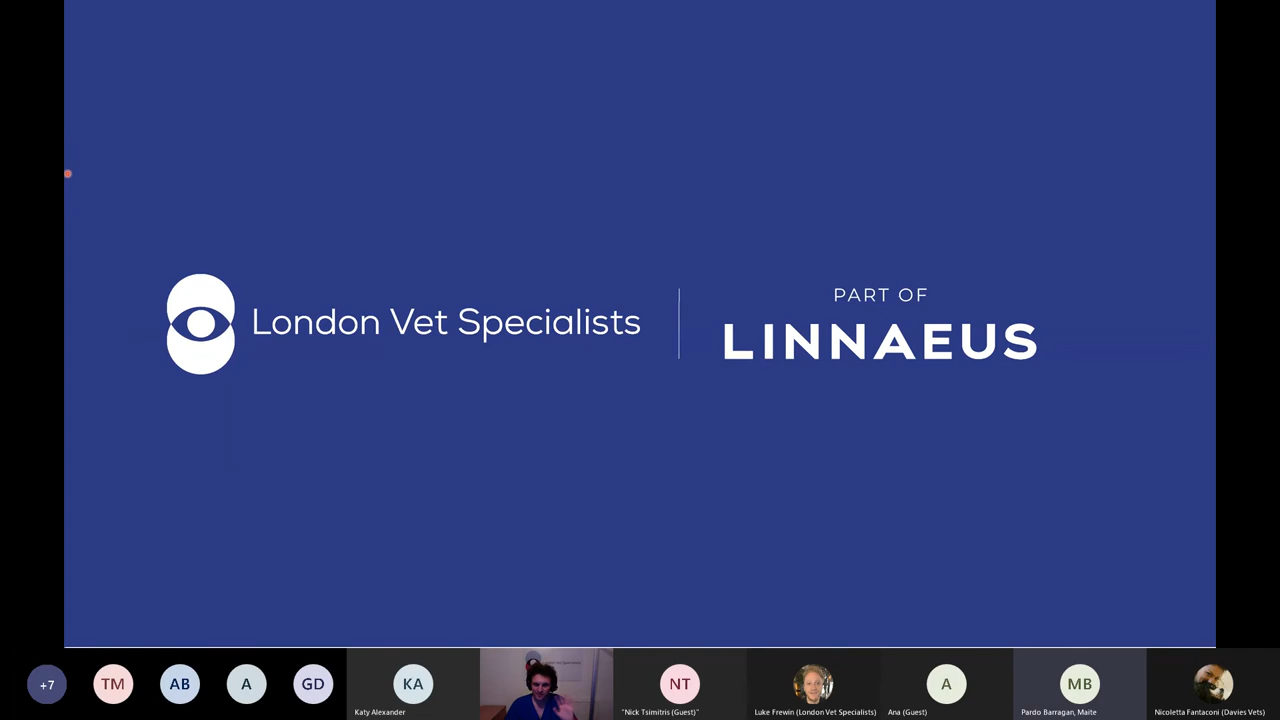 London Vet Specialists
PART OF
LINNAEUS
+7
TM
AB
A
GD
KA
Katy Alexander
NT
"Nick Tsimitris (Guest)"
Luke Frewin (London Vet Specialists)
A
Ana (Guest)
MB
Pardo Barragan, Maite
Nicoletta Fantaconi (Davies Vets)